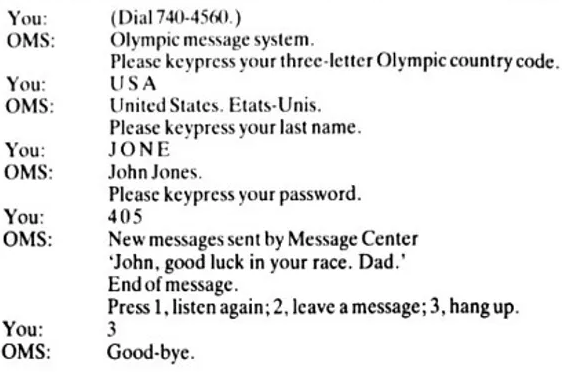 You: (Dial 740-4560.)
OMS: Olympic message system.
Please keypress your three-letter Olympic country code.
You: U S A
OMS: United States. Etats-Unis.
Please keypress your last name.
You: J O N E
OMS: John Jones.
Please keypress your password.
You: 4 0 5
OMS: New messages sent by Message Center
‘John, good luck in your race. Dad.’
End of message.
Press 1, listen again; 2, leave a message; 3, hang up.
You: 3
OMS: Good-bye.